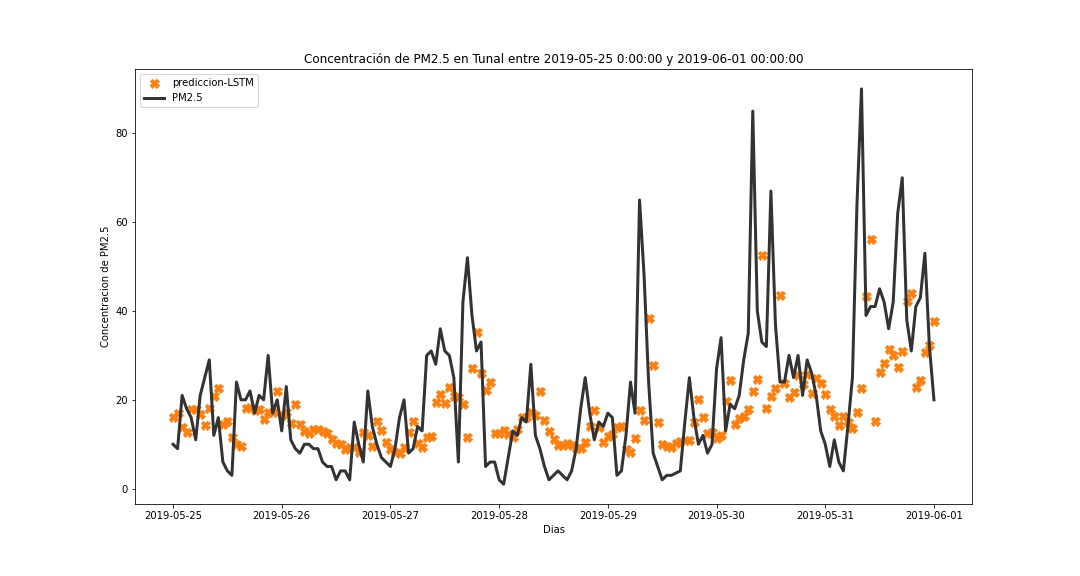 Concentración de PM2.5 en Tunal entre 2019-05-25 0:00:00 y 2019-06-01 00:00:00
prediccion-LSTM
PM2.5
Concentracion de PM2.5
80
60
40
20
0
2019-05-25 2019-05-26 2019-05-27 2019-05-28 2019-05-29 2019-05-30 2019-05-31 2019-06-01
Dias